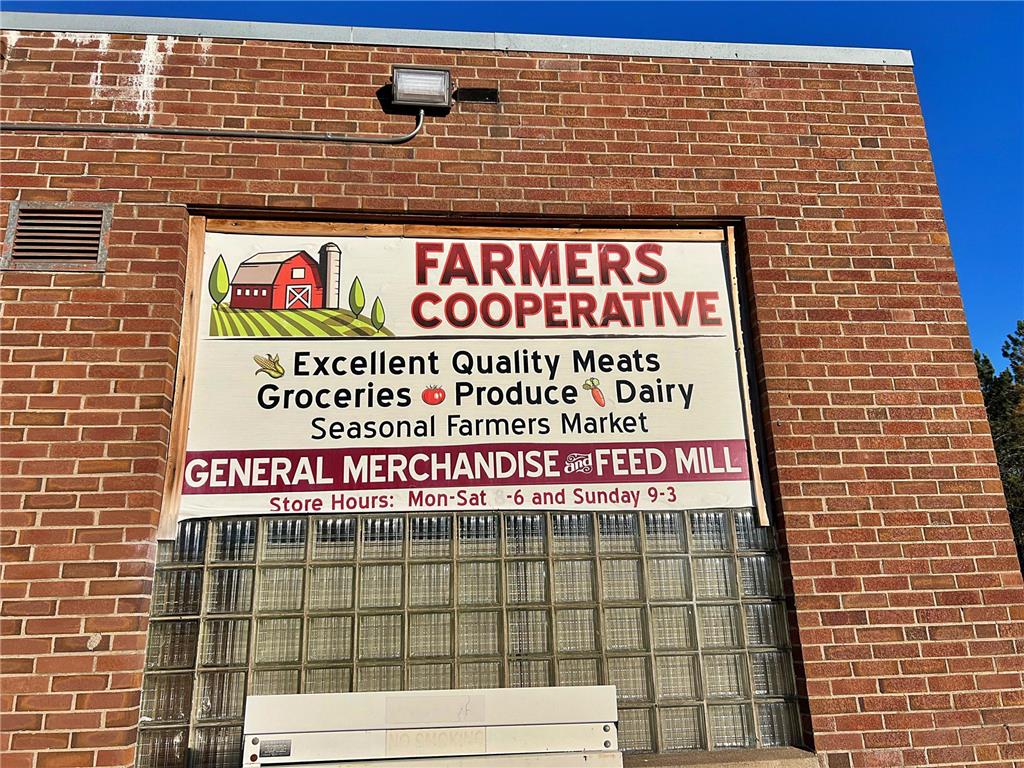 FARMERS
COOPERATIVE
Excellent Quality Meats
Groceries Produce Dairy
Seasonal Farmers Market
GENERAL MERCHANDISE and FEED MILL
Store Hours: Mon-Sat 8-6 and Sunday 9-3
NO SMOKING